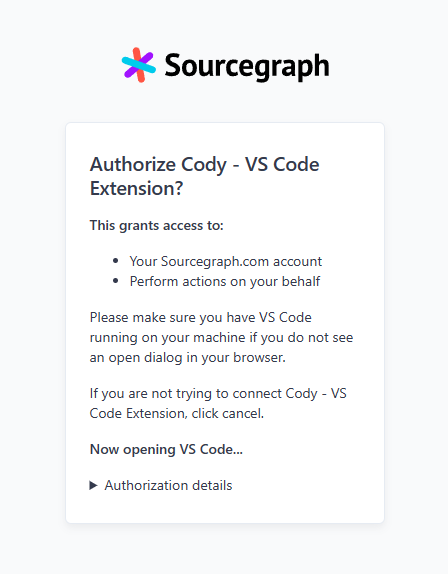 Sourcegraph
Authorize Cody - VS Code
Extension?
This grants access to:
Your Sourcegraph.com account
Perform actions on your behalf
Please make sure you have VS Code
running on your machine if you do not see
an open dialog in your browser.
If you are not trying to connect Cody - VS
Code Extension, click cancel.
Now opening VS Code...
Authorization details